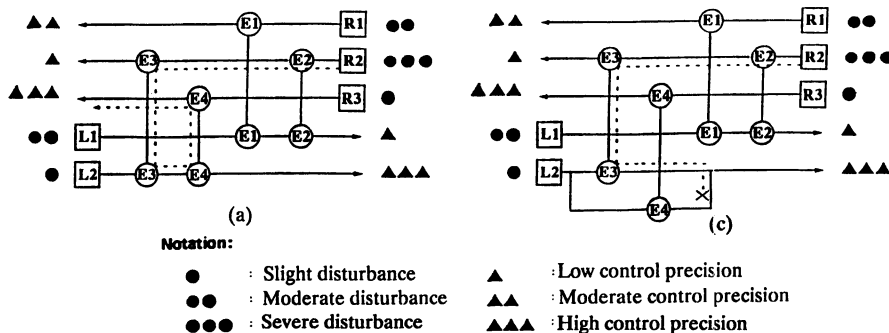 E1 R1
E3 E2 R2
E4 R3
L1 E1 E2
L2 E3 E4
(a)
E1 R1
E3 E2 R2
E4 R3
L1 E1 E2
L2 E3
E4
(c)
Notation:
: Slight disturbance
: Moderate disturbance
: Severe disturbance
: Low control precision
: Moderate control precision
: High control precision